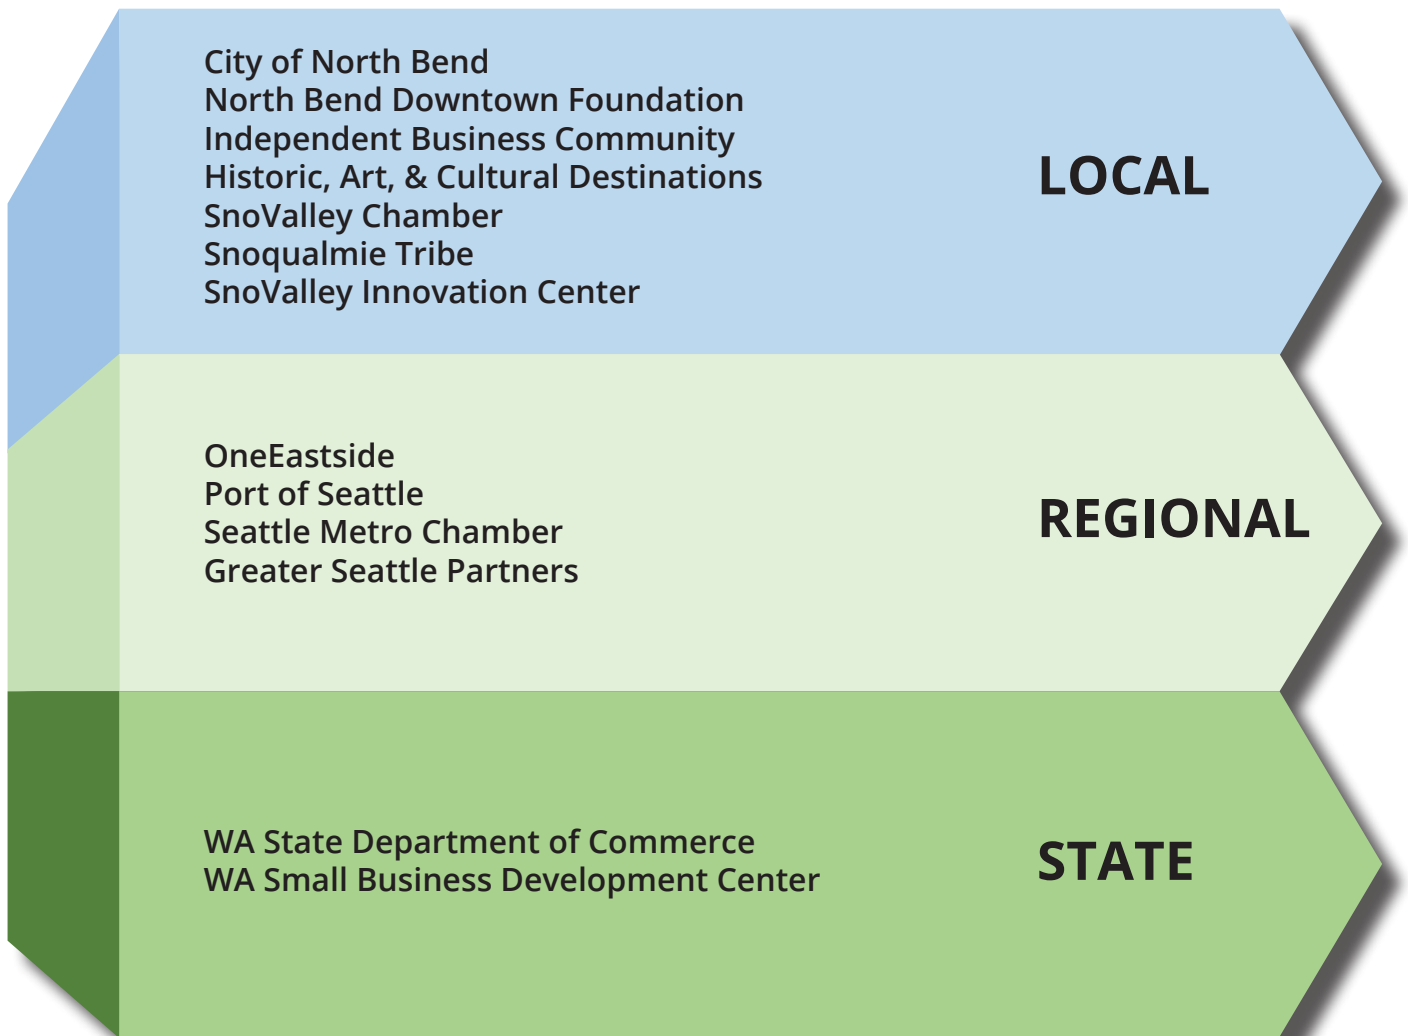 City of North Bend
North Bend Downtown Foundation
Independent Business Community
Historic, Art, & Cultural Destinations
SnoValley Chamber
Snoqualmie Tribe
SnoValley Innovation Center
LOCAL
OneEastside
Port of Seattle
Seattle Metro Chamber
Greater Seattle Partners
REGIONAL
WA State Department of Commerce
WA Small Business Development Center
STATE